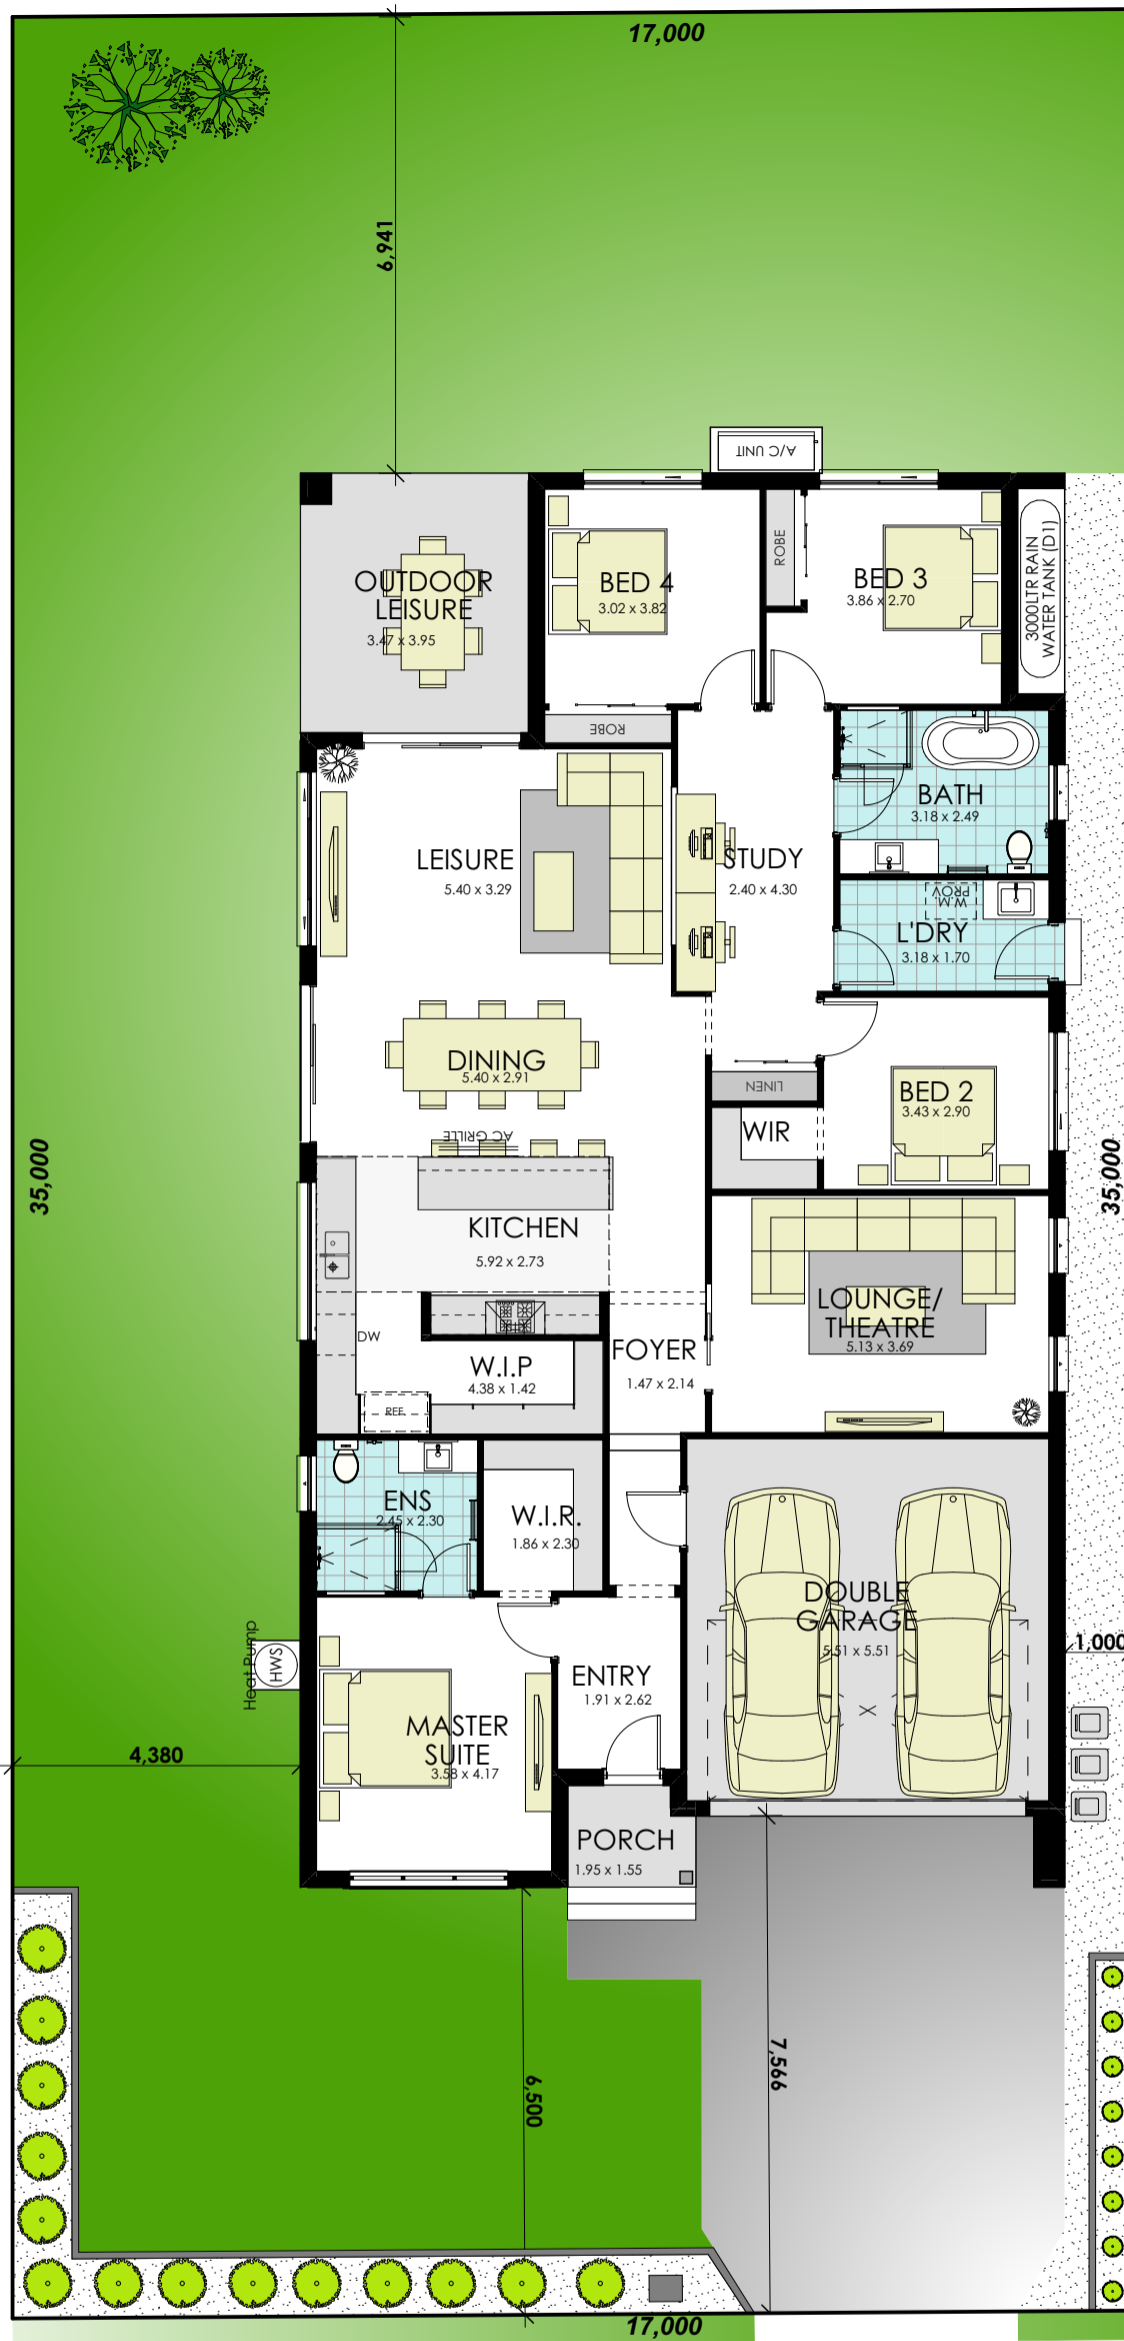 17,000
6,941
A/C UNIT
OUTDOOR
LEISURE
3.47 x 3.95
BED 4
3.02 x 3.82
ROBE
BED 3
3.86 x 2.70
3000LTR RAIN
WATER TANK (D1)
ROBE
LEISURE
5.40 x 3.29
STUDY
2.40 x 4.30
BATH
3.18 x 2.49
W.M.
PROV
L'DRY
3.18 x 1.70
DINING
5.40 x 2.91
LINEN
BED 2
3.43 x 2.90
WIR
AC GRILLE
35,000
35,000
KITCHEN
5.92 x 2.73
LOUNGE/
THEATRE
5.13 x 3.69
DW
FOYER
1.47 x 2.14
W.I.P
4.38 x 1.42
REF.
ENS
2.45 x 2.30
W.I.R.
1.86 x 2.30
DOUBLE
GARAGE
5.51 x 5.51
1,000
Heat Pump
HWS
ENTRY
1.91 x 2.62
MASTER
SUITE
3.58 x 4.17
4,380
PORCH
1.95 x 1.55
7,566
6,500
17,000